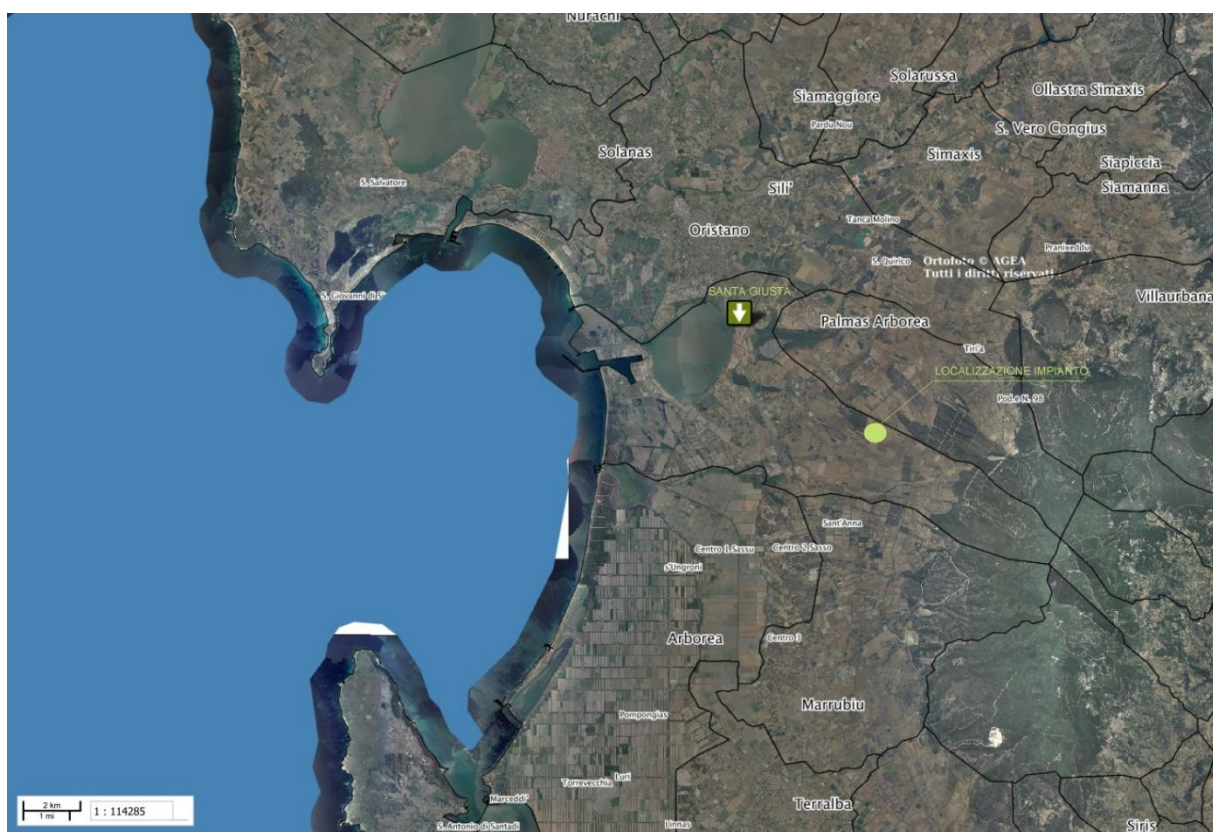 Nurachi
Solarussa
Ollastra Simaxis
Siamaggiore
Pardu Nou
S. Vero Congius
Solanas
Simaxis
Siapiccia
S. Salvatore
Sili'
Siamanna
Tanca Molino
Oristano
Pranixeddu
S. Quirico
Ortofoto © AGEA
Tutti i diritti riservati
SANTA GIUSTA
S. Giovanni di S
Villaurbana
Palmas Arborea
Tiria
LOCALIZZAZIONE IMPIANTO
Pod.e N. 98
Sant'Anna
Centro 1 Sassu
Centro 2 Sasso
s'Ungroni
Arborea
Centro 3
Marrubiu
Pompongias
Luri
Torrevecchia
Marceddi'
Terralba
2 km
1 mi
1 : 114285
S. Antonio di Santadi
Linnas
Siris